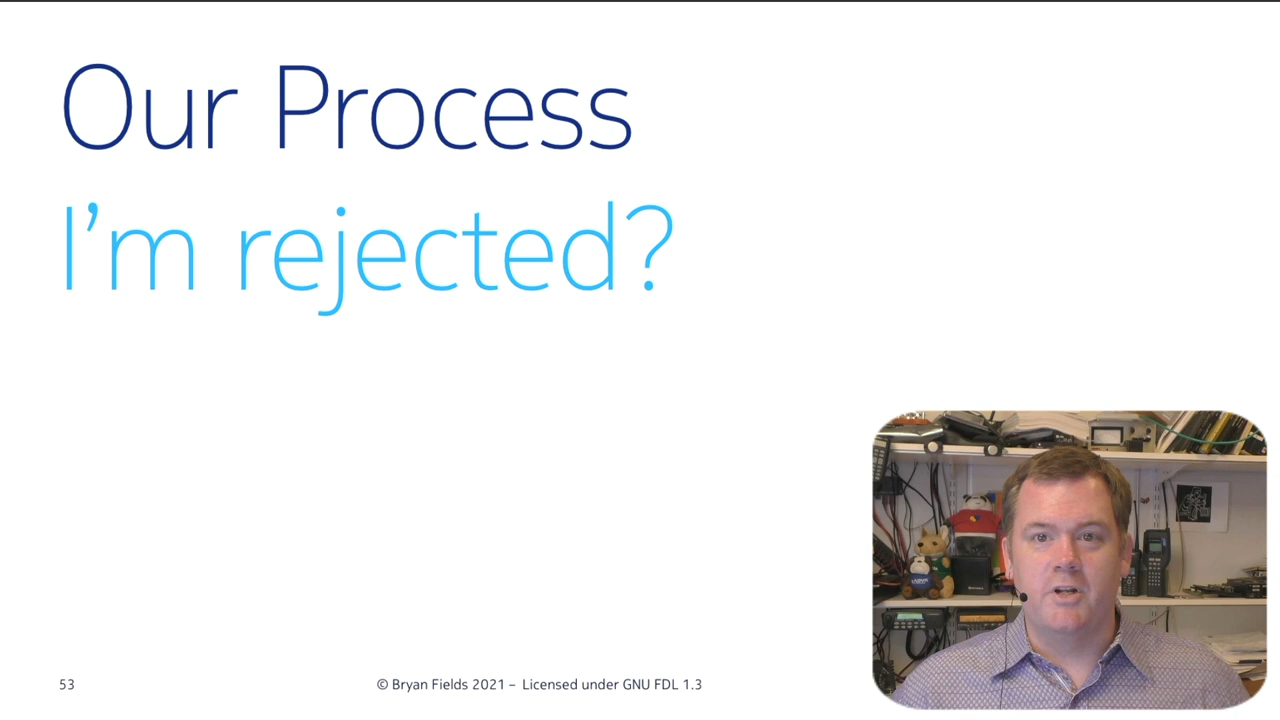 Our Process
I’m rejected?
53
© Bryan Fields 2021 – Licensed under GNU FDL 1.3